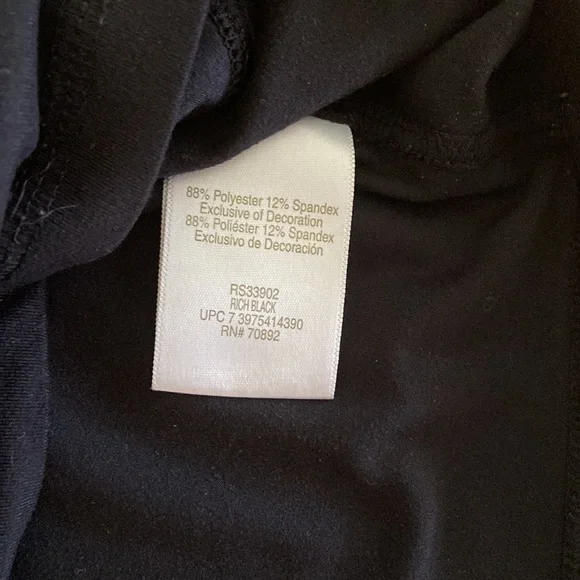 88% Polyester 12% Spandex
Exclusive of Decoration
88% Poliéster 12% Spandex
Exclusivo de Decoración
RS33902
RICH BLACK
UPC 7 3975414390
RN# 70892